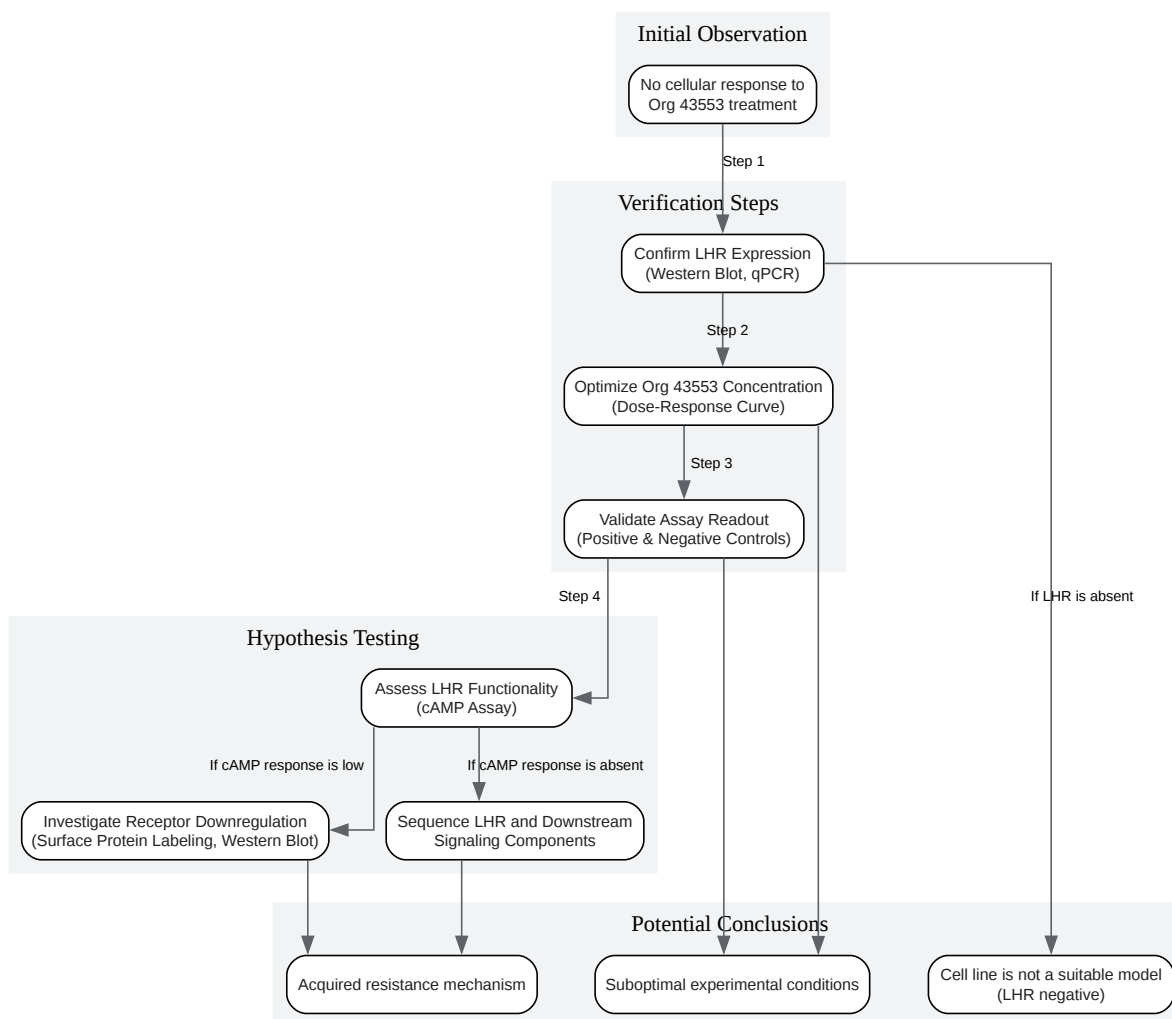 Initial Observation
No cellular response to
Org 43553 treatment
Step 1
Verification Steps
Confirm LHR Expression
(Western Blot, qPCR)
Step 2
Optimize Org 43553 Concentration
(Dose-Response Curve)
Step 3
Validate Assay Readout
(Positive & Negative Controls)
Step 4
If LHR is absent
Hypothesis Testing
Assess LHR Functionality
(cAMP Assay)
If cAMP response is low
If cAMP response is absent
Investigate Receptor Downregulation
(Surface Protein Labeling, Western Blot)
Sequence LHR and Downstream
Signaling Components
Potential Conclusions
Acquired resistance mechanism
Suboptimal experimental conditions
Cell line is not a suitable model
(LHR negative)